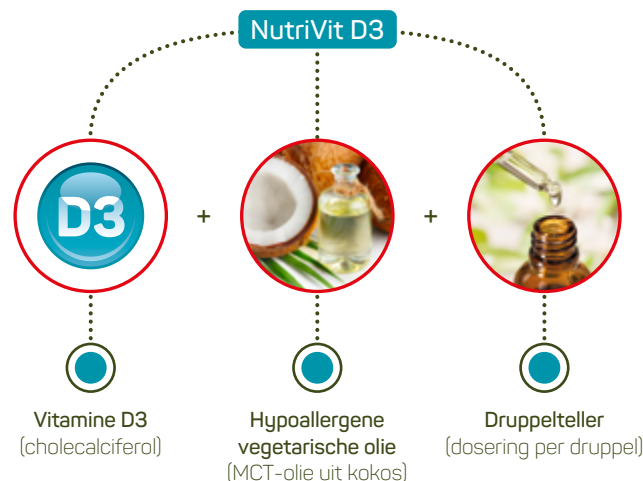 NutriVit D3
D3
+
+
Vitamine D3
(cholecalciferol)
Hypoallergene
vegetarische olie
(MCT-olie uit kokos)
Druppelteller
(dosering per druppel)